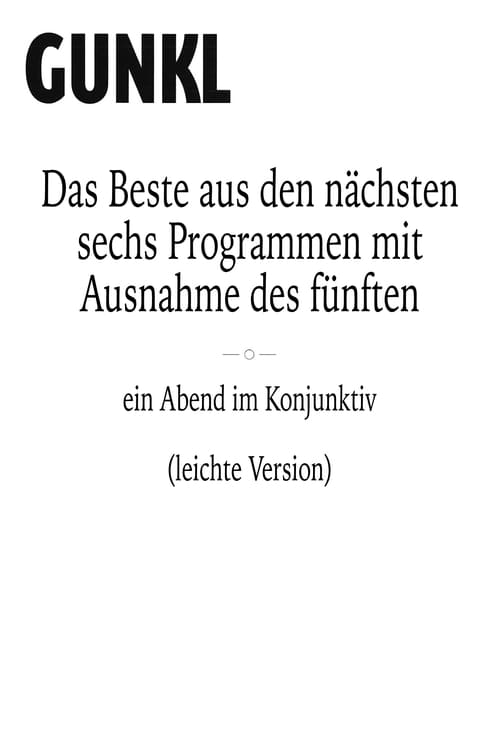 GUNKL
Das Beste aus den nächsten
sechs Programmen mit
Ausnahme des fünften
ein Abend im Konjunktiv
(leichte Version)